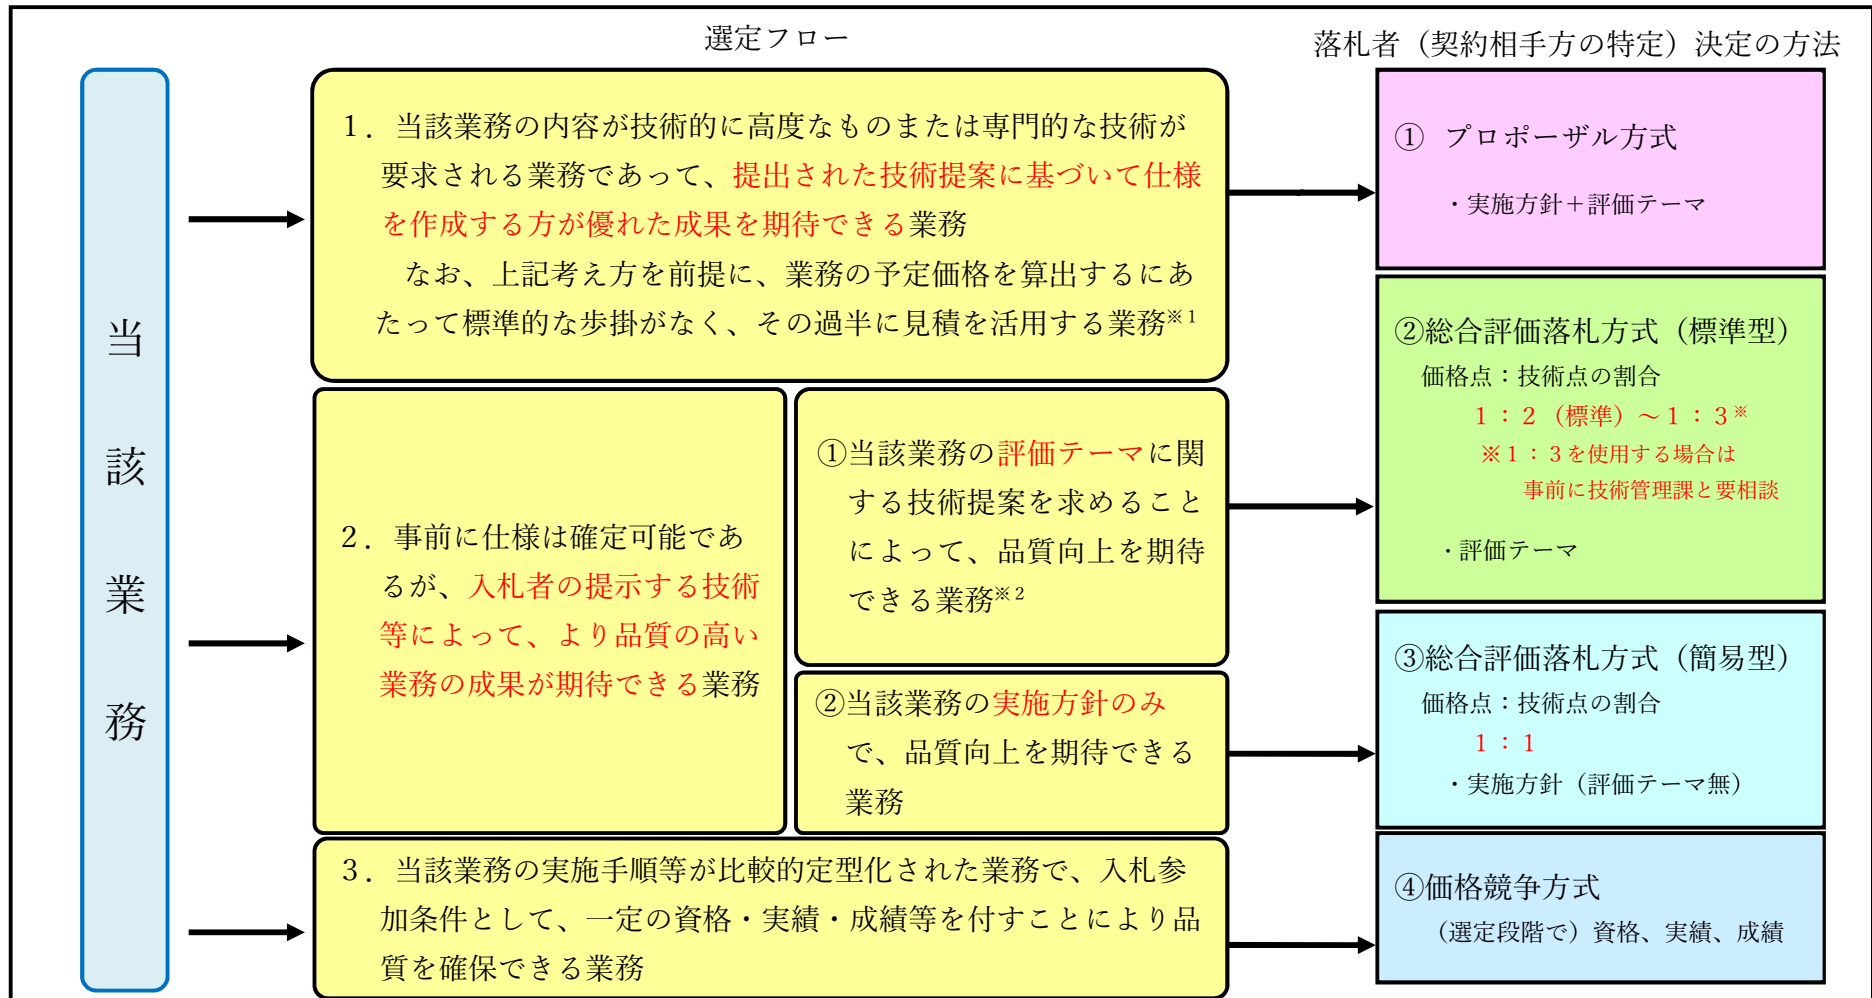 選定フロー
落札者（契約相手方の特定）決定の方法
当
該
業
務
１．当該業務の内容が技術的に高度なものまたは専門的な技術が
要求される業務であって、提出された技術提案に基づいて仕様
を作成する方が優れた成果を期待できる業務
なお、上記考え方を前提に、業務の予定価格を算出するにあ
たって標準的な歩掛がなく、その過半に見積を活用する業務※１
２．事前に仕様は確定可能であ
るが、入札者の提示する技術
等によって、より品質の高い
業務の成果が期待できる業務
①当該業務の評価テーマに関
する技術提案を求めること
によって、品質向上を期待
できる業務※２
②当該業務の実施方針のみ
で、品質向上を期待できる
業務
３．当該業務の実施手順等が比較的定型化された業務で、入札参
加条件として、一定の資格・実績・成績等を付すことにより品
質を確保できる業務
① プロポーザル方式
・実施方針＋評価テーマ
②総合評価落札方式（標準型）
価格点：技術点の割合
１：２（標準）～１：３※
※１：３を使用する場合は
事前に技術管理課と要相談
・評価テーマ
③総合評価落札方式（簡易型）
価格点：技術点の割合
１：１
・実施方針（評価テーマ無）
④価格競争方式
（選定段階で）資格、実績、成績